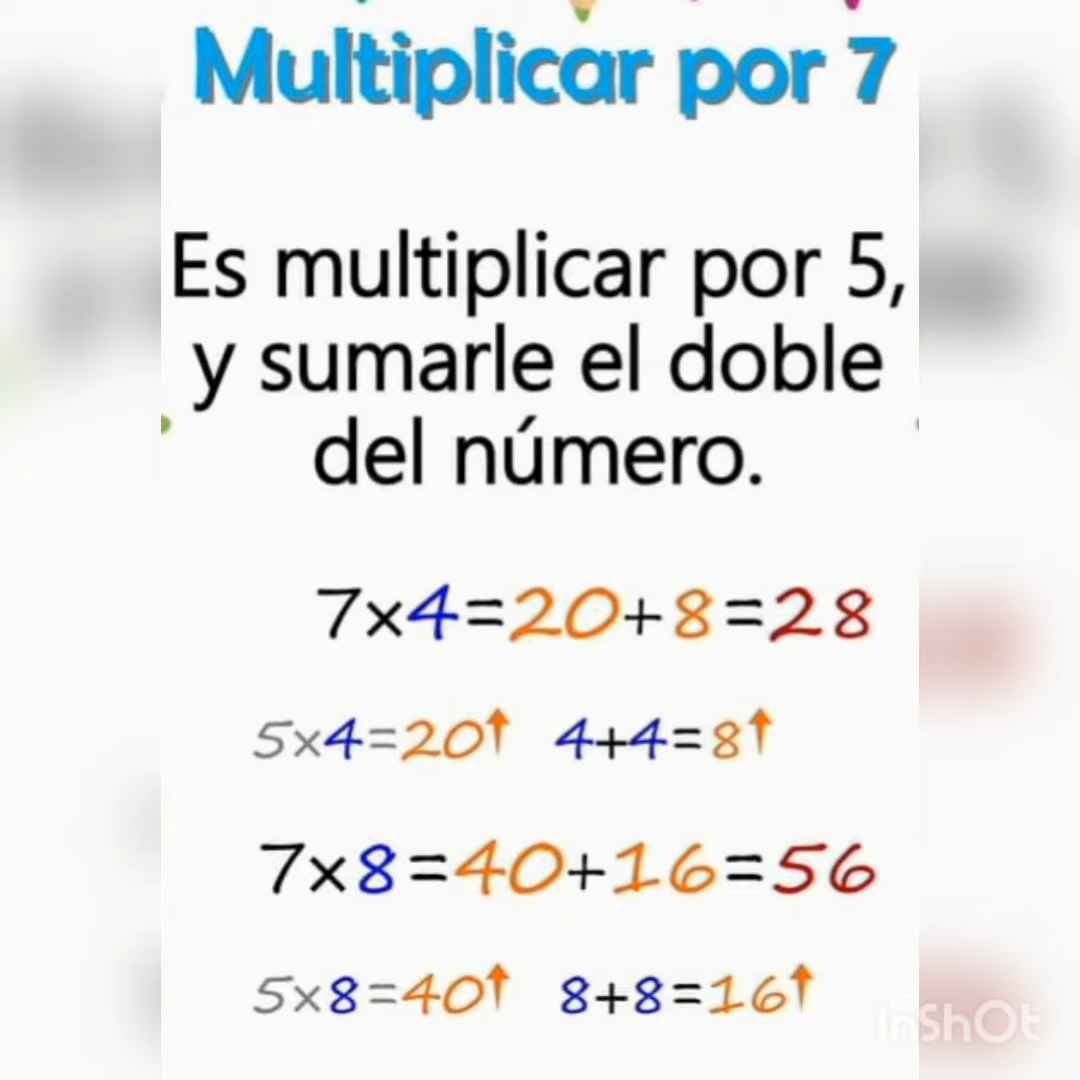 Multiplicar por 7
Es multiplicar por 5,
y sumarle el doble
del número.
7×4=20+8=28
5×4=20↑ 4+4=8↑
7×8=40+16=56
5×8=40↑ 8+8=16↑
InShOt